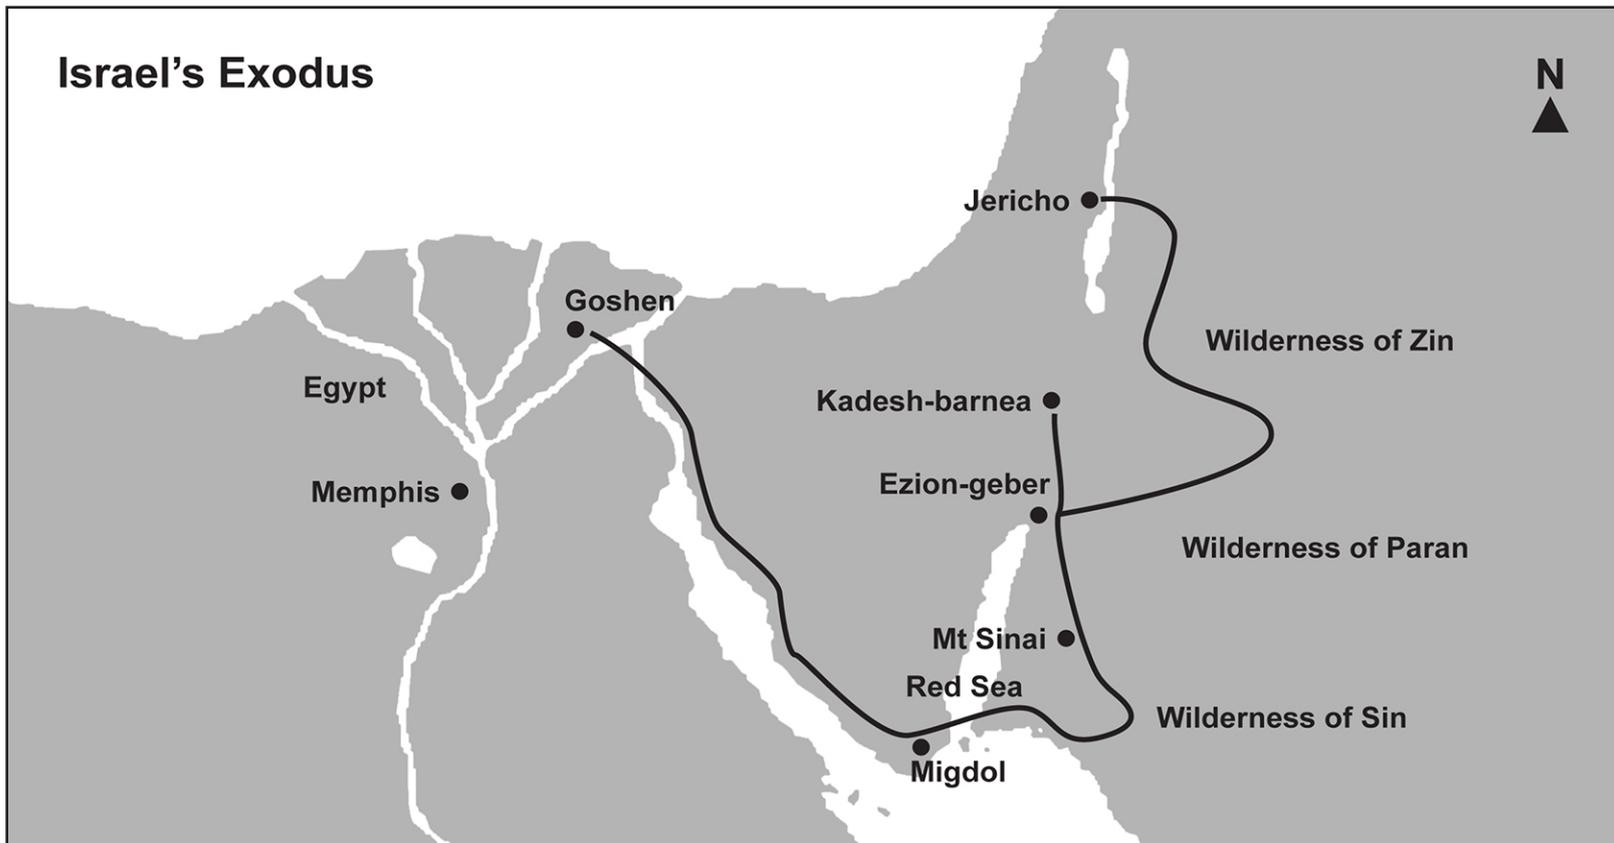 Israel’s Exodus
N
Jericho
Goshen
Wilderness of Zin
Egypt
Kadesh-barnea
Ezion-geber
Memphis
Wilderness of Paran
Mt Sinai
Red Sea
Wilderness of Sin
Migdol